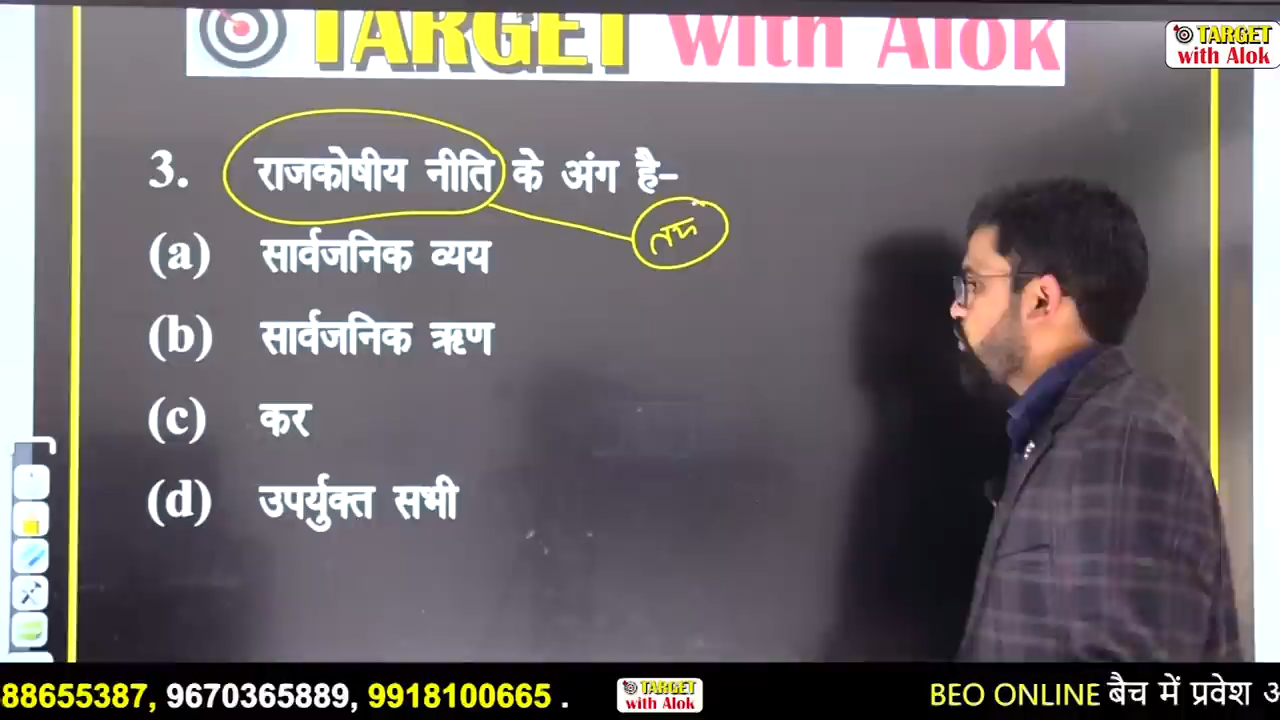 TARGET with Alok
TARGET
with Alok
3. राजकोषीय नीति के अंग है-
(a) सार्वजनिक व्यय
(b) सार्वजनिक ऋण
(c) कर
(d) उपर्युक्त सभी
88655387, 9670365889, 9918100665 .
TARGET
with Alok
BEO ONLINE बैच में प्रवेश